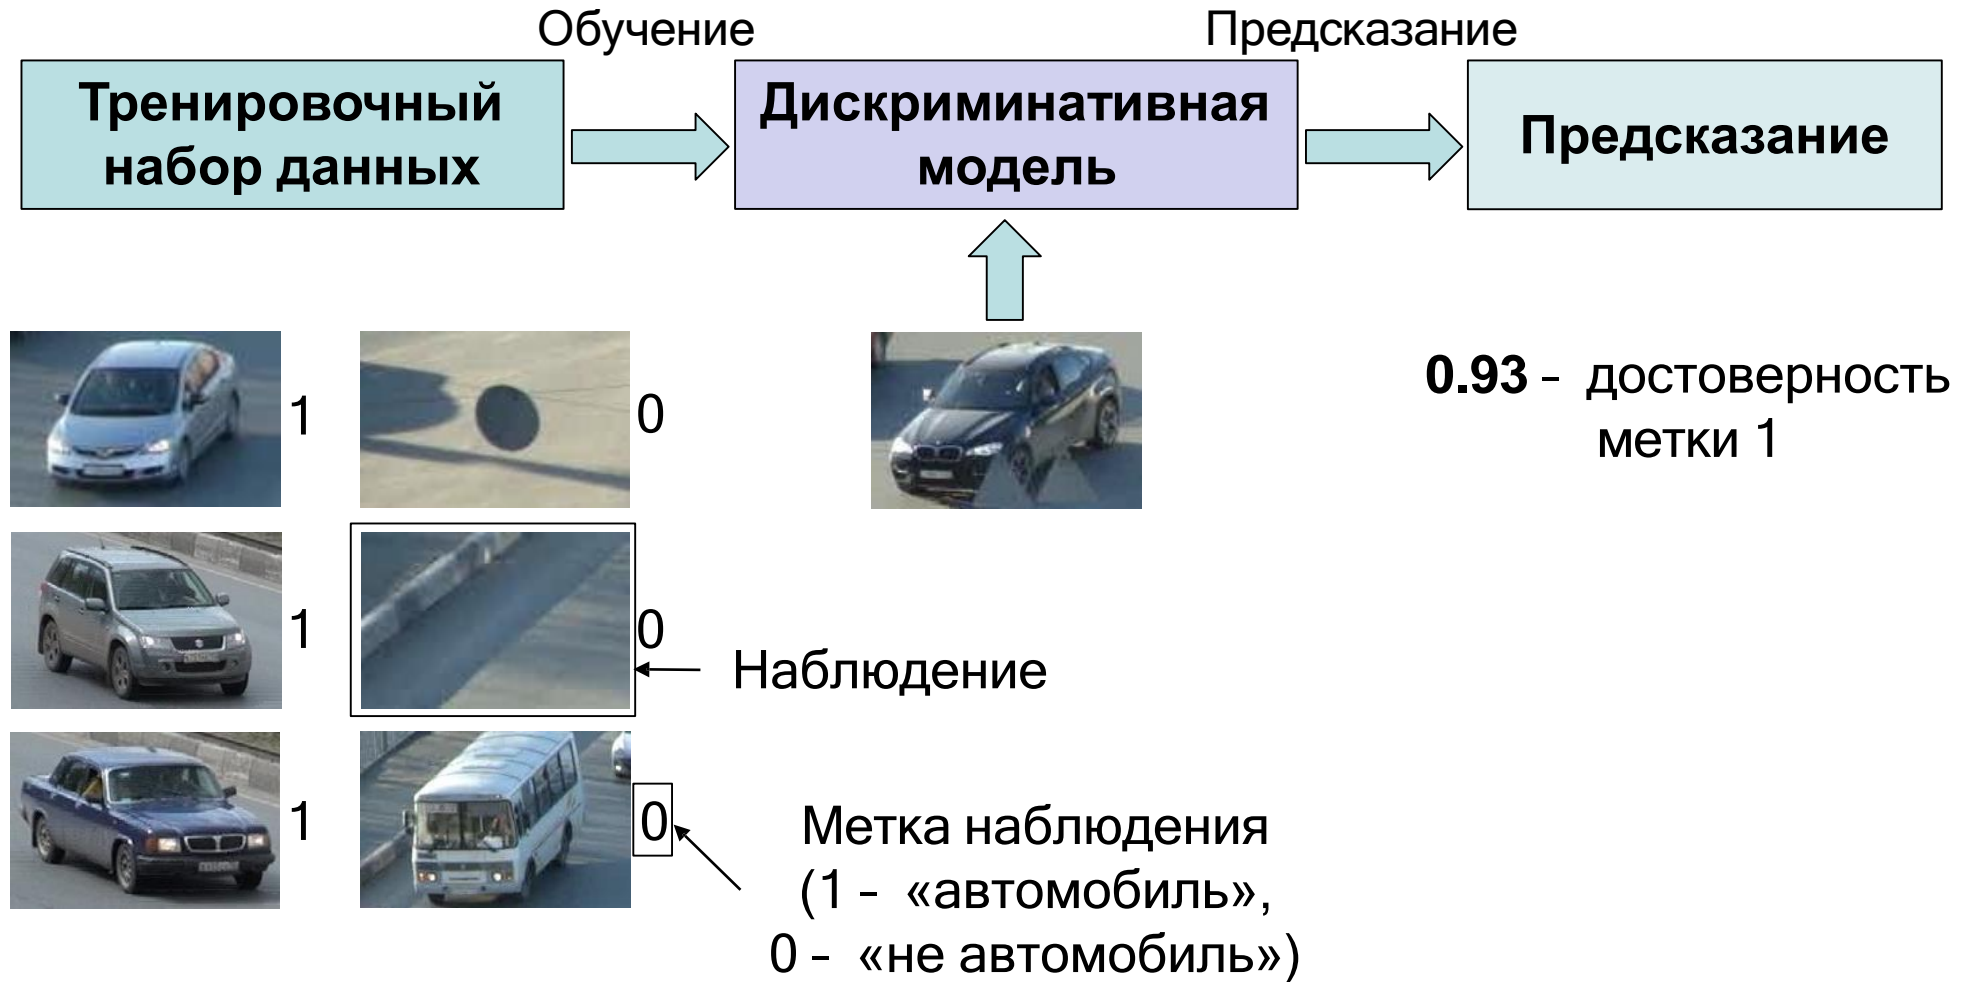 Обучение
Предсказание
Тренировочный
набор данных
Дискриминативная
модель
Предсказание
1
0
0.93 - достоверность
метки 1
1
0
Наблюдение
1
0
Метка наблюдения
(1 - «автомобиль»,
0 - «не автомобиль»)